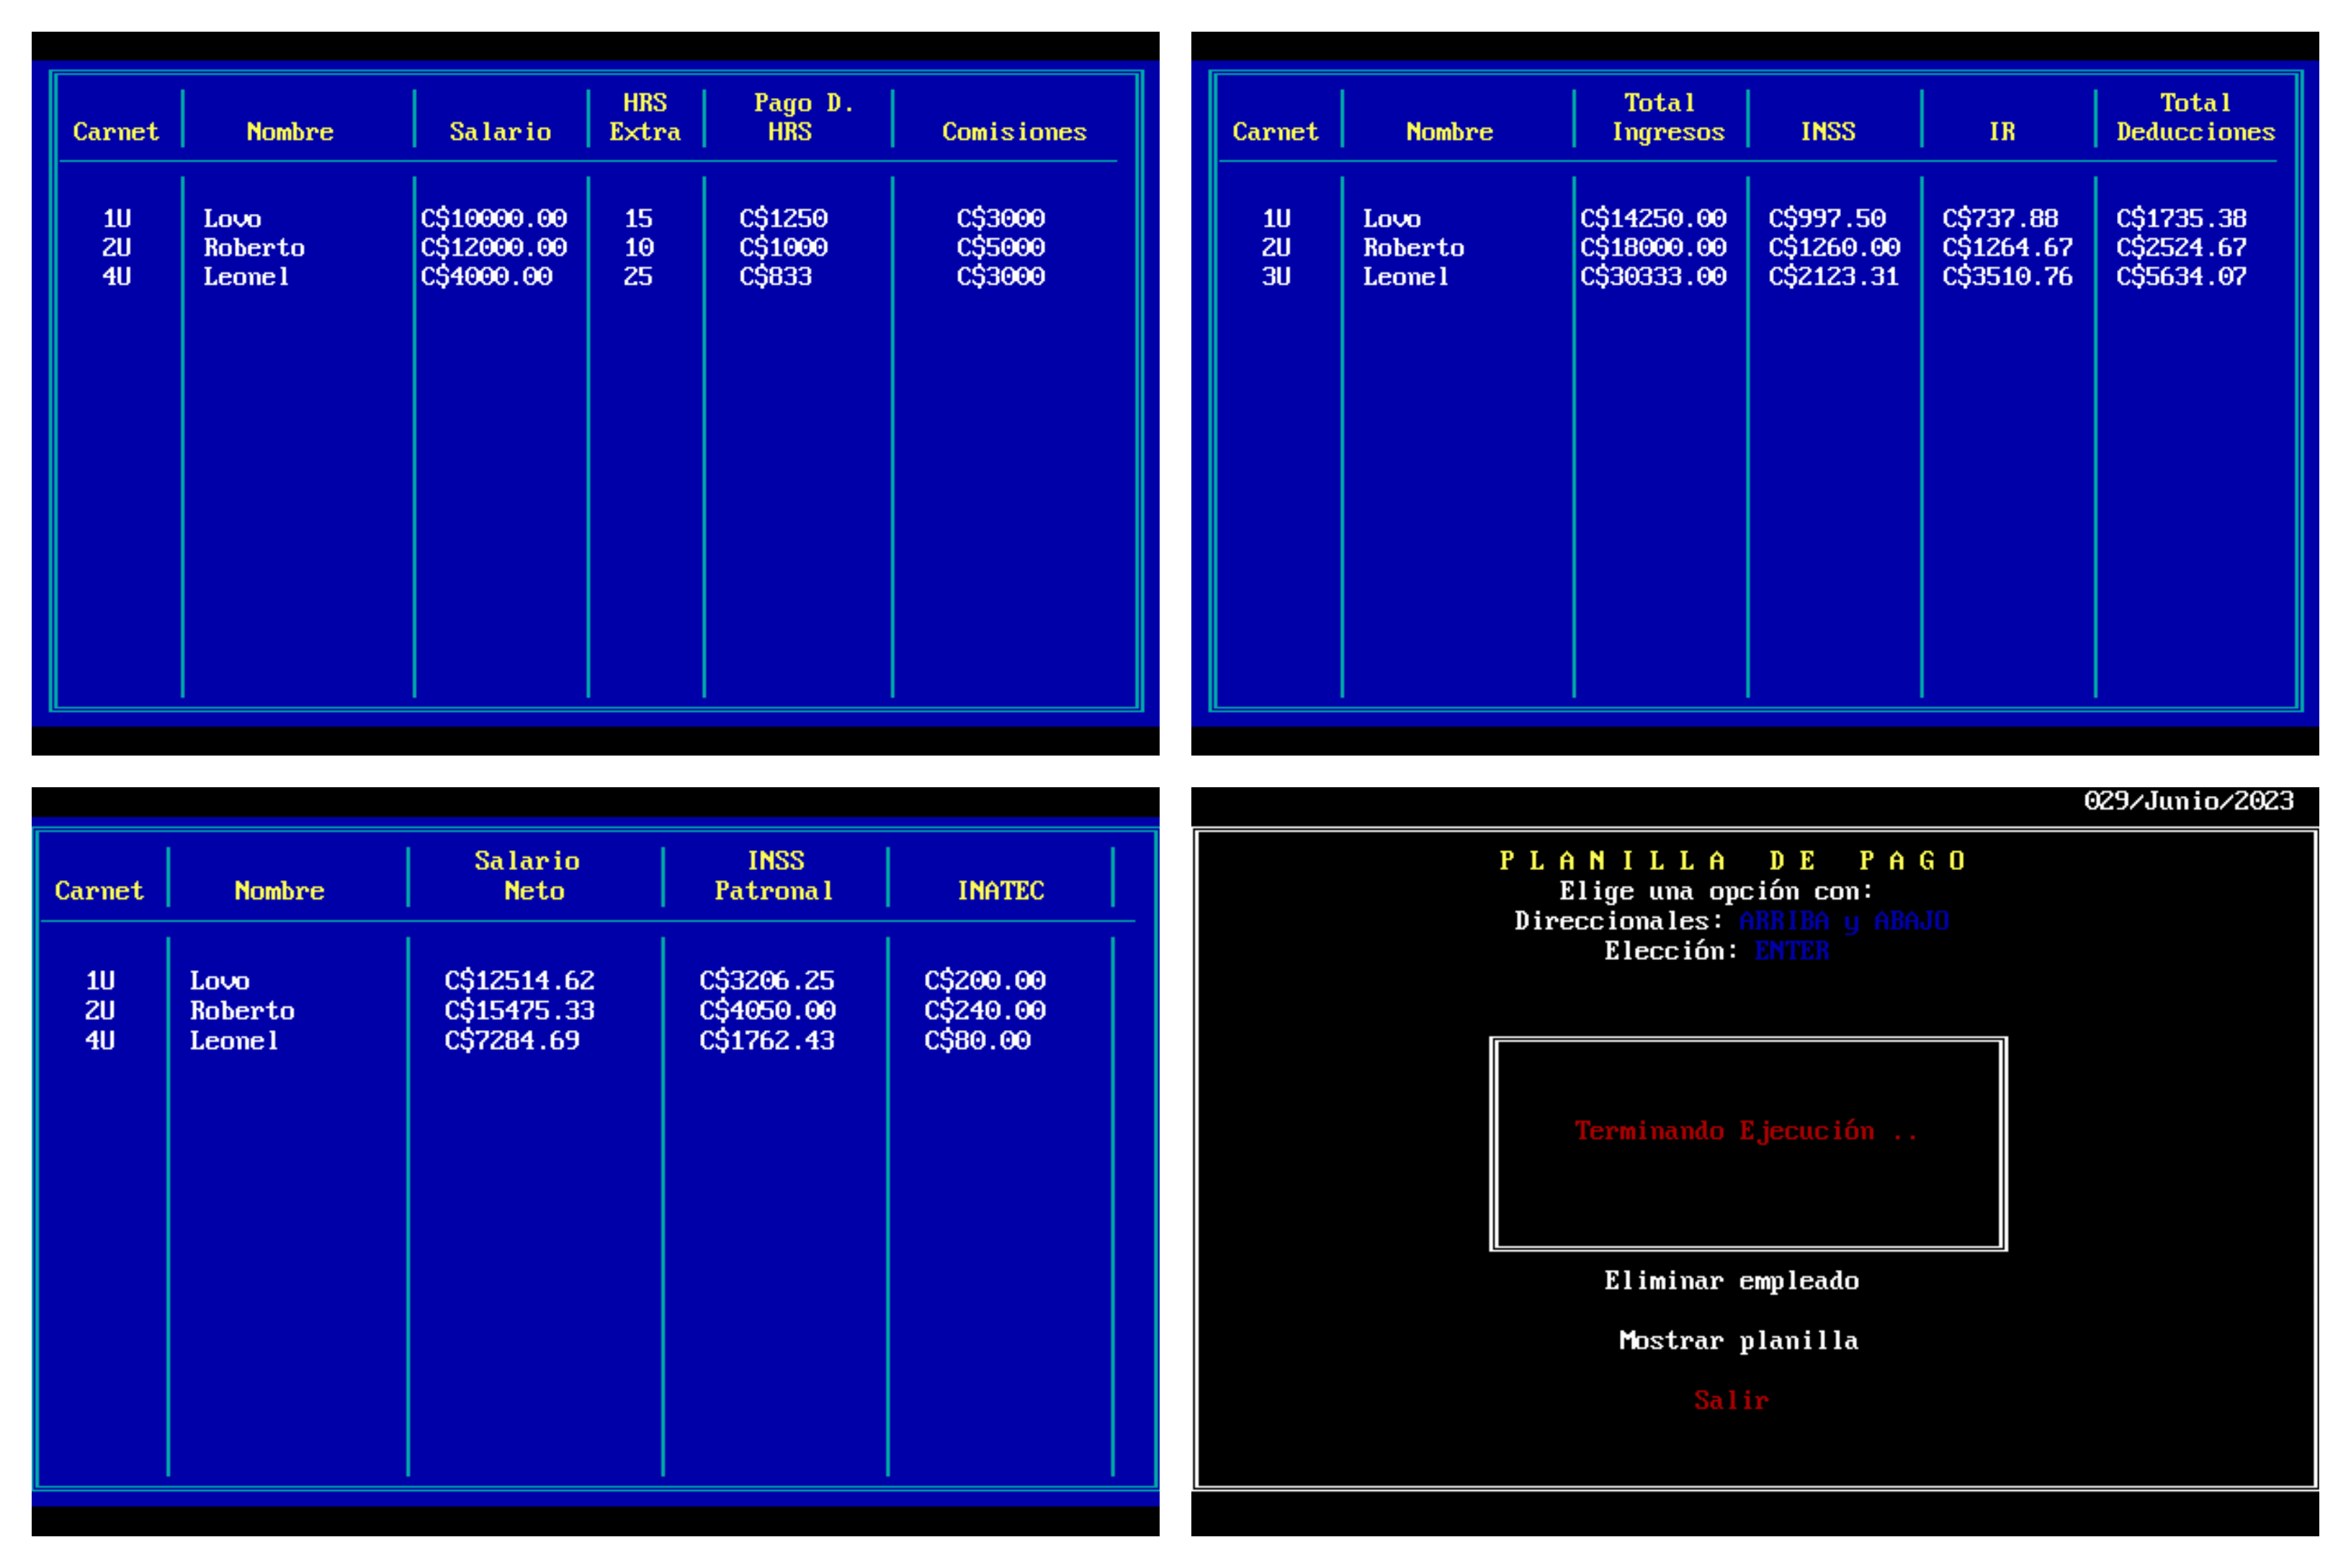 HRS Pago D.
Carnet Nombre Salario Extra HRS Comisiones
1U Lovo C$10000.00 15 C$1250 C$3000
2U Roberto C$12000.00 10 C$1000 C$5000
4U Leonel C$4000.00 25 C$833 C$3000
Total Total
Carnet Nombre Ingresos INSS IR Deducciones
1U Lovo C$14250.00 C$997.50 C$737.88 C$1735.38
2U Roberto C$18000.00 C$1260.00 C$1264.67 C$2524.67
3U Leonel C$30333.00 C$2123.31 C$3510.76 C$5634.07
Salario INSS
Carnet Nombre Neto Patronal INATEC
1U Lovo C$12514.62 C$3206.25 C$200.00
2U Roberto C$15475.33 C$4050.00 C$240.00
4U Leonel C$7284.69 C$1762.43 C$80.00
029/Junio/2023
P L A N I L L A D E P A G O
Elige una opción con:
Direccionales: ARRIBA y ABAJO
Elección: ENTER
Terminando Ejecución ..
Eliminar empleado
Mostrar planilla
Salir